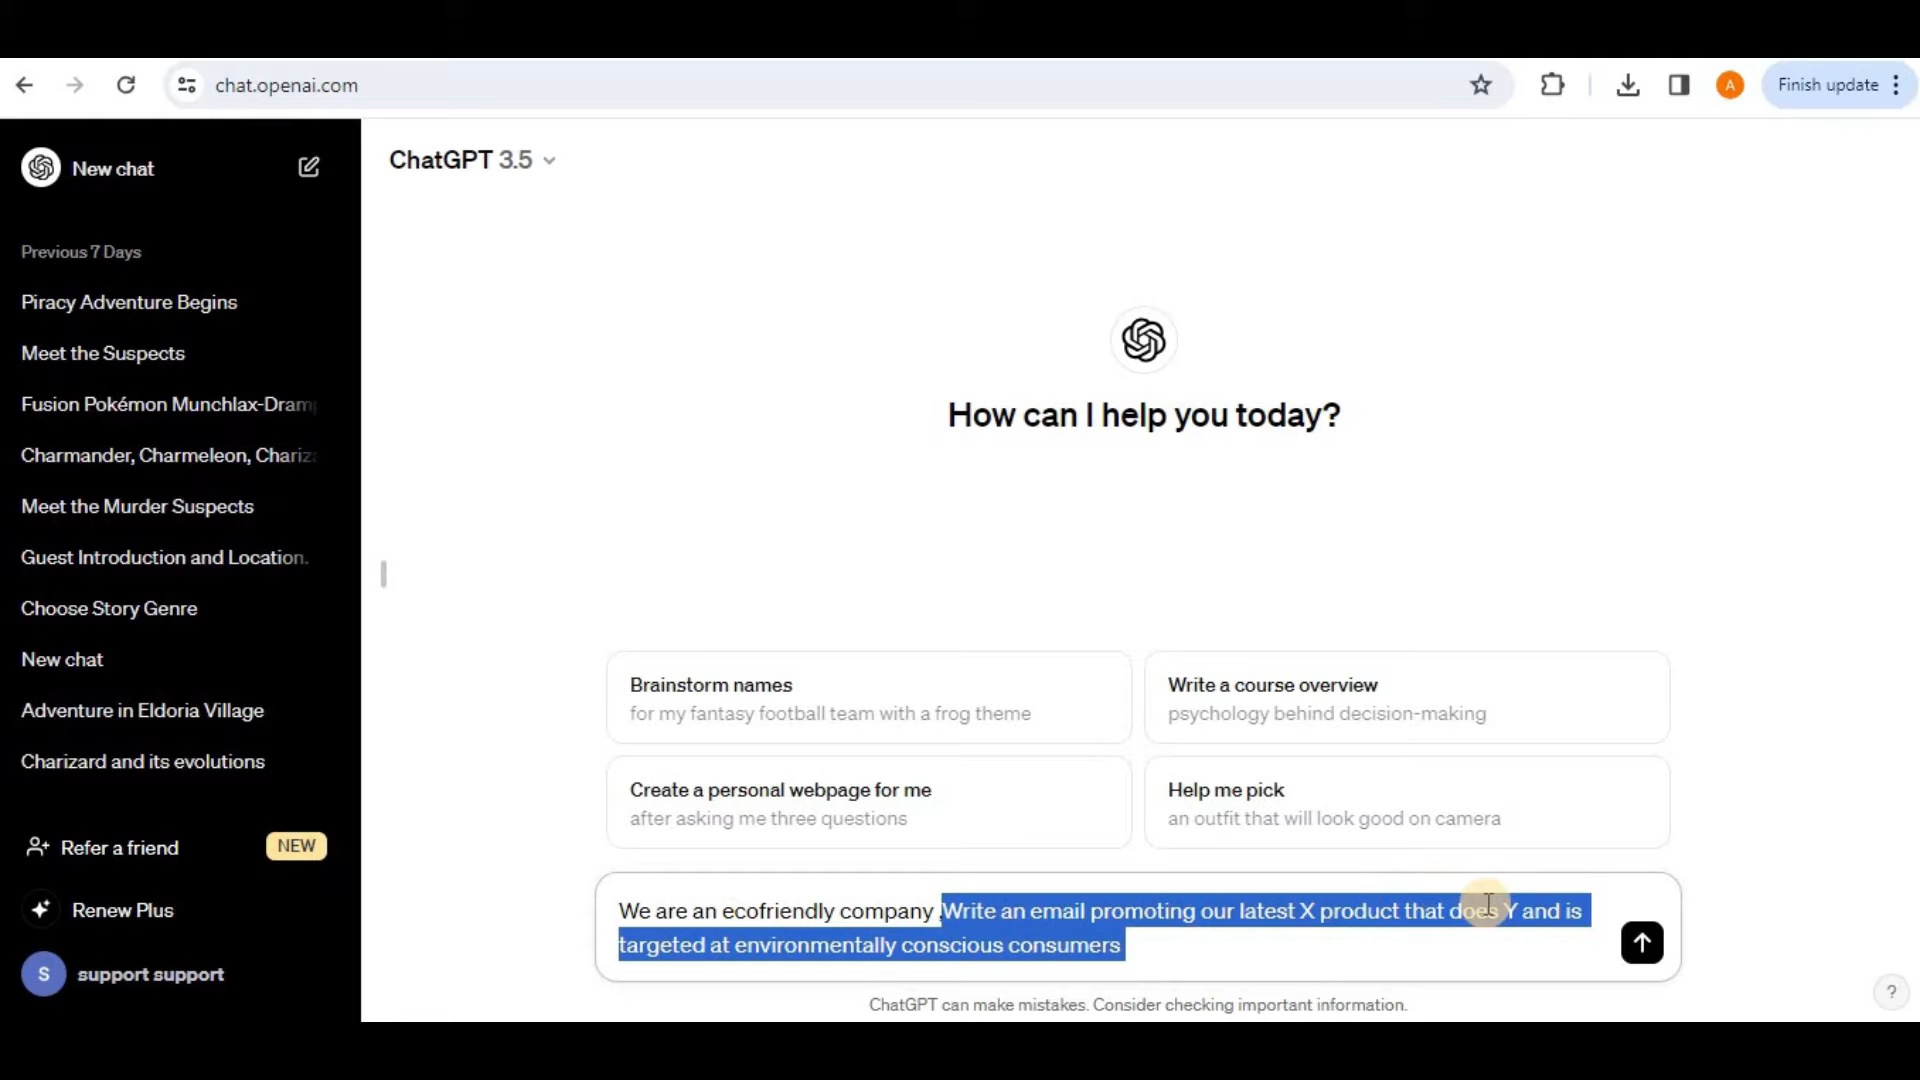 chat.openai.com
A
Finish update
New chat
ChatGPT 3.5
Previous 7 Days
Piracy Adventure Begins
Meet the Suspects
Fusion Pokémon Munchlax-Dram
Charmander, Charmeleon, Chariz
Meet the Murder Suspects
Guest Introduction and Location.
Choose Story Genre
New chat
Adventure in Eldoria Village
Charizard and its evolutions
Refer a friend
NEW
Renew Plus
S
support support
How can I help you today?
Brainstorm names
for my fantasy football team with a frog theme
Write a course overview
psychology behind decision-making
Create a personal webpage for me
after asking me three questions
Help me pick
an outfit that will look good on camera
We are an ecofriendly company ,Write an email promoting our latest X product that does Y and is
targeted at environmentally conscious consumers
ChatGPT can make mistakes. Consider checking important information.
?